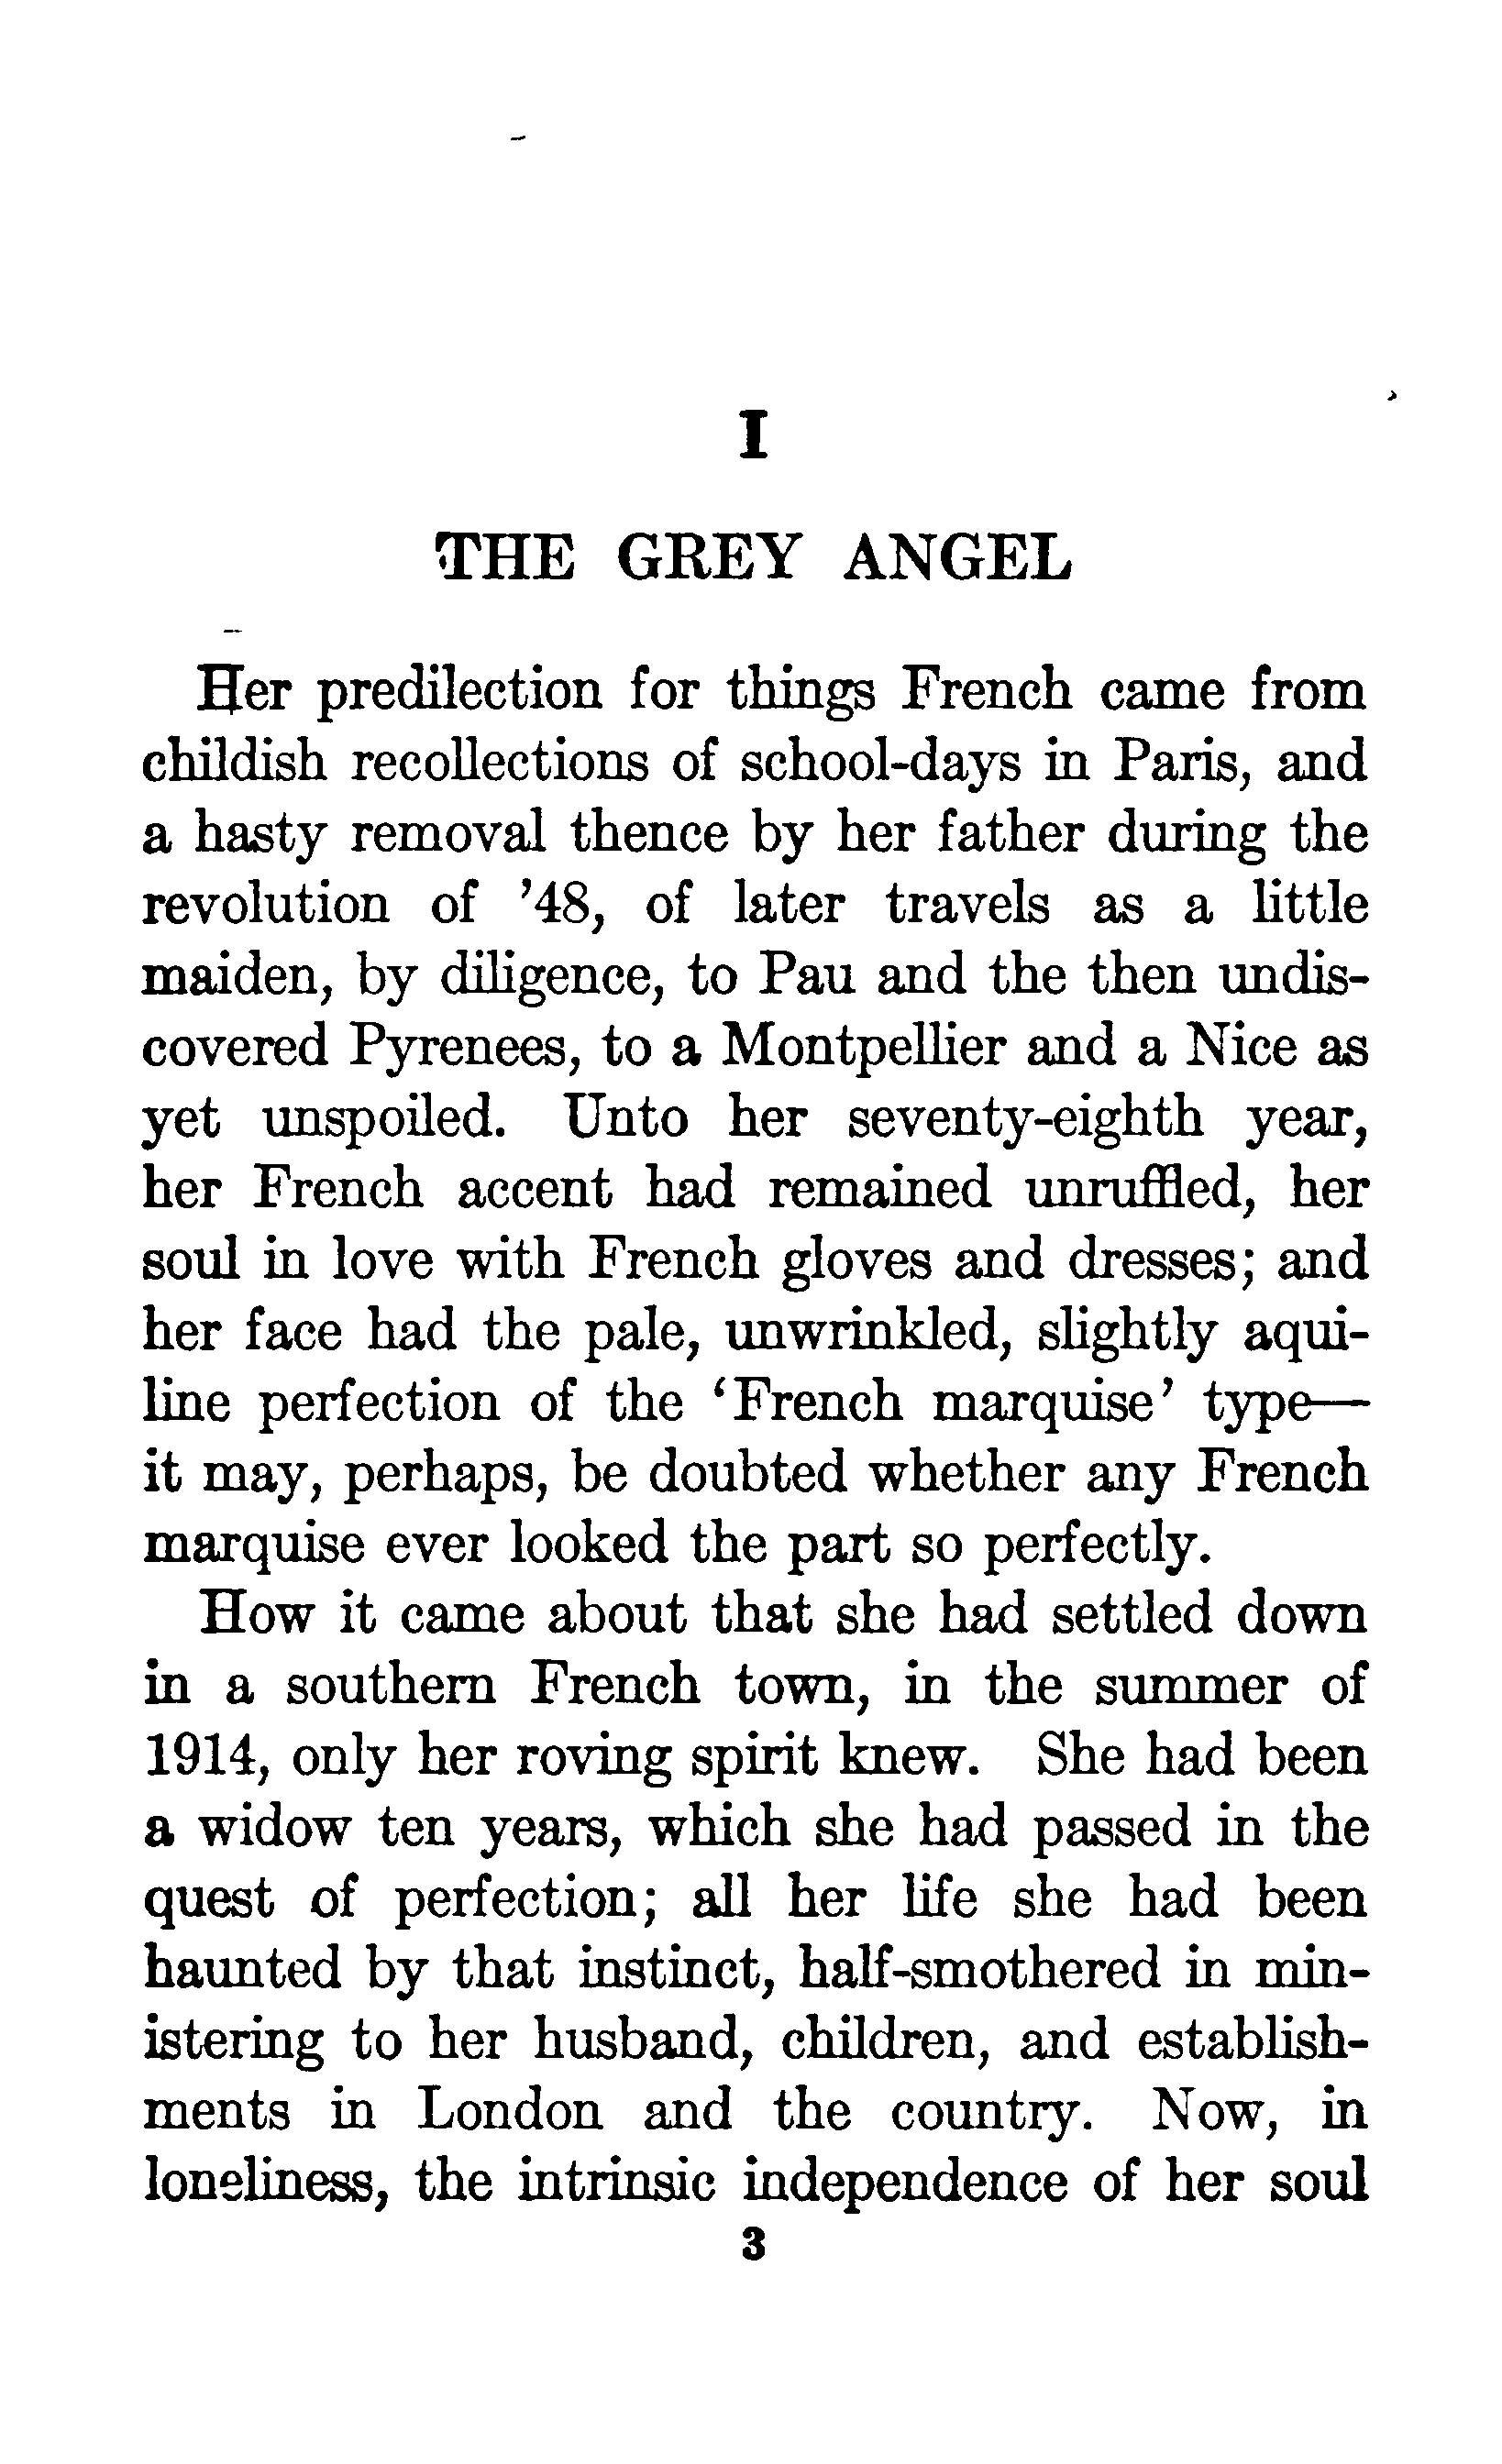 I
THE GREY ANGEL
Her predilection for things French came from
childish recollections of school-days in Paris, and
a hasty removal thence by her father during the
revolution of ’48, of later travels as a little
maiden, by diligence, to Pau and the then undis-
covered Pyrenees, to a Montpellier and a Nice as
yet unspoiled. Unto her seventy-eighth year,
her French accent had remained unruffled, her
soul in love with French gloves and dresses; and
her face had the pale, unwrinkled, slightly aqui-
line perfection of the ‘French marquise’ type—
it may, perhaps, be doubted whether any French
marquise ever looked the part so perfectly.
How it came about that she had settled down
in a southern French town, in the summer of
1914, only her roving spirit knew. She had been
a widow ten years, which she had passed in the
quest of perfection; all her life she had been
haunted by that instinct, half-smothered in min-
istering to her husband, children, and establish-
ments in London and the country. Now, in
loneliness, the intrinsic independence of her soul
3